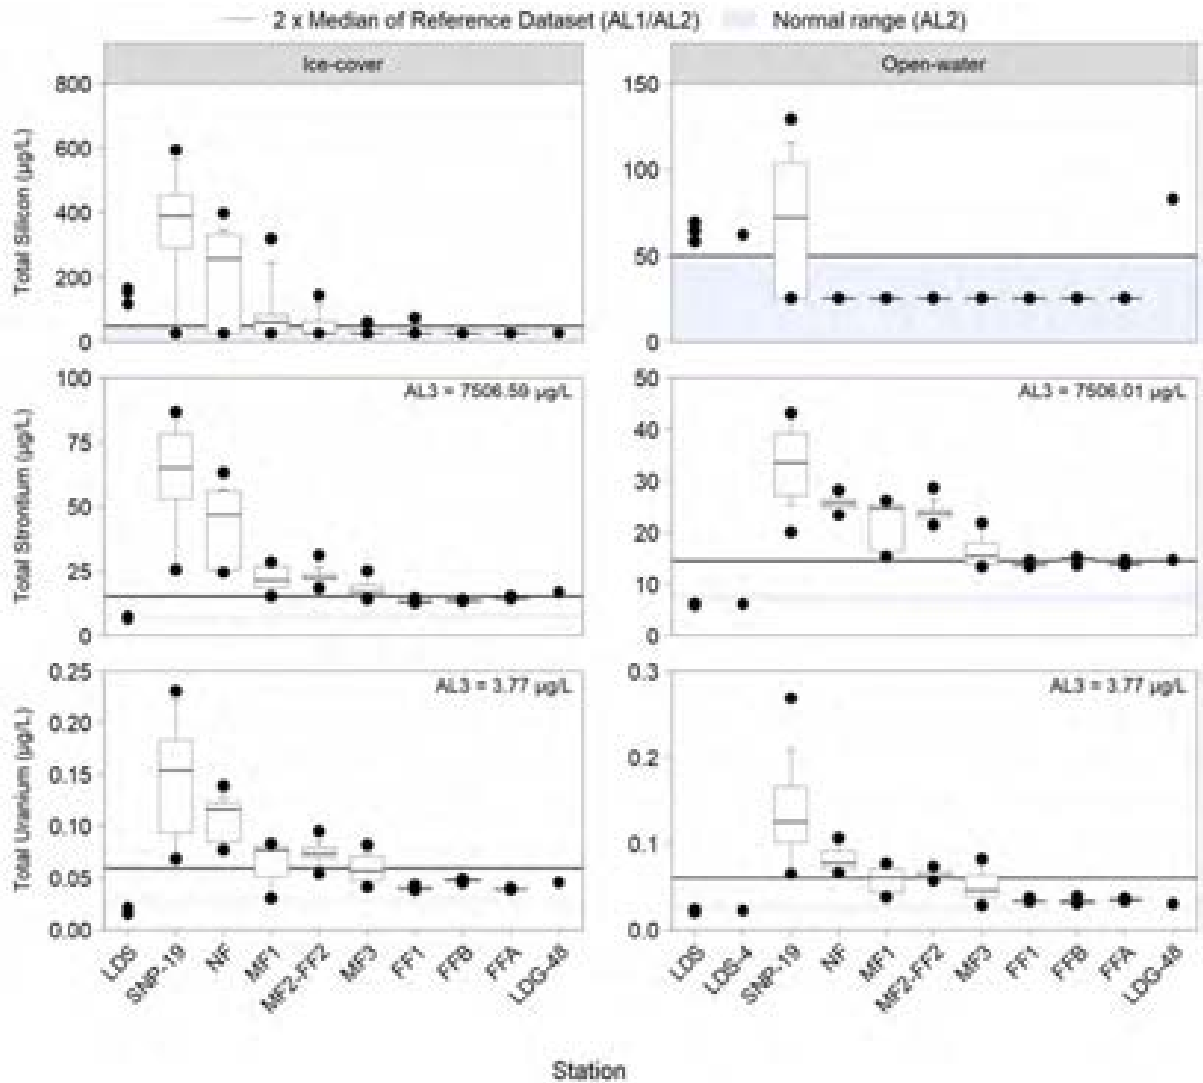 2 x Median of Reference Dataset (AL1/AL2) Normal range (AL2)
Ice-cover Open-water
Total Silicon (µg/L)
800
600
400
200
0
150
100
50
0
Total Strontium (µg/L)
100
75
50
25
0
AL3 = 7506.59 µg/L
50
40
30
20
10
0
AL3 = 7506.01 µg/L
Total Uranium (µg/L)
0.25
0.20
0.15
0.10
0.05
0.00
AL3 = 3.77 µg/L
0.3
0.2
0.1
0.0
AL3 = 3.77 µg/L
LDS SNP-19 NF MF1 MF2-FF2 MF3 FF1 FFB FFA LDG-48
LDS LDS-4 SNP-19 NF MF1 MF2-FF2 MF3 FF1 FFB FFA LDG-48
Station